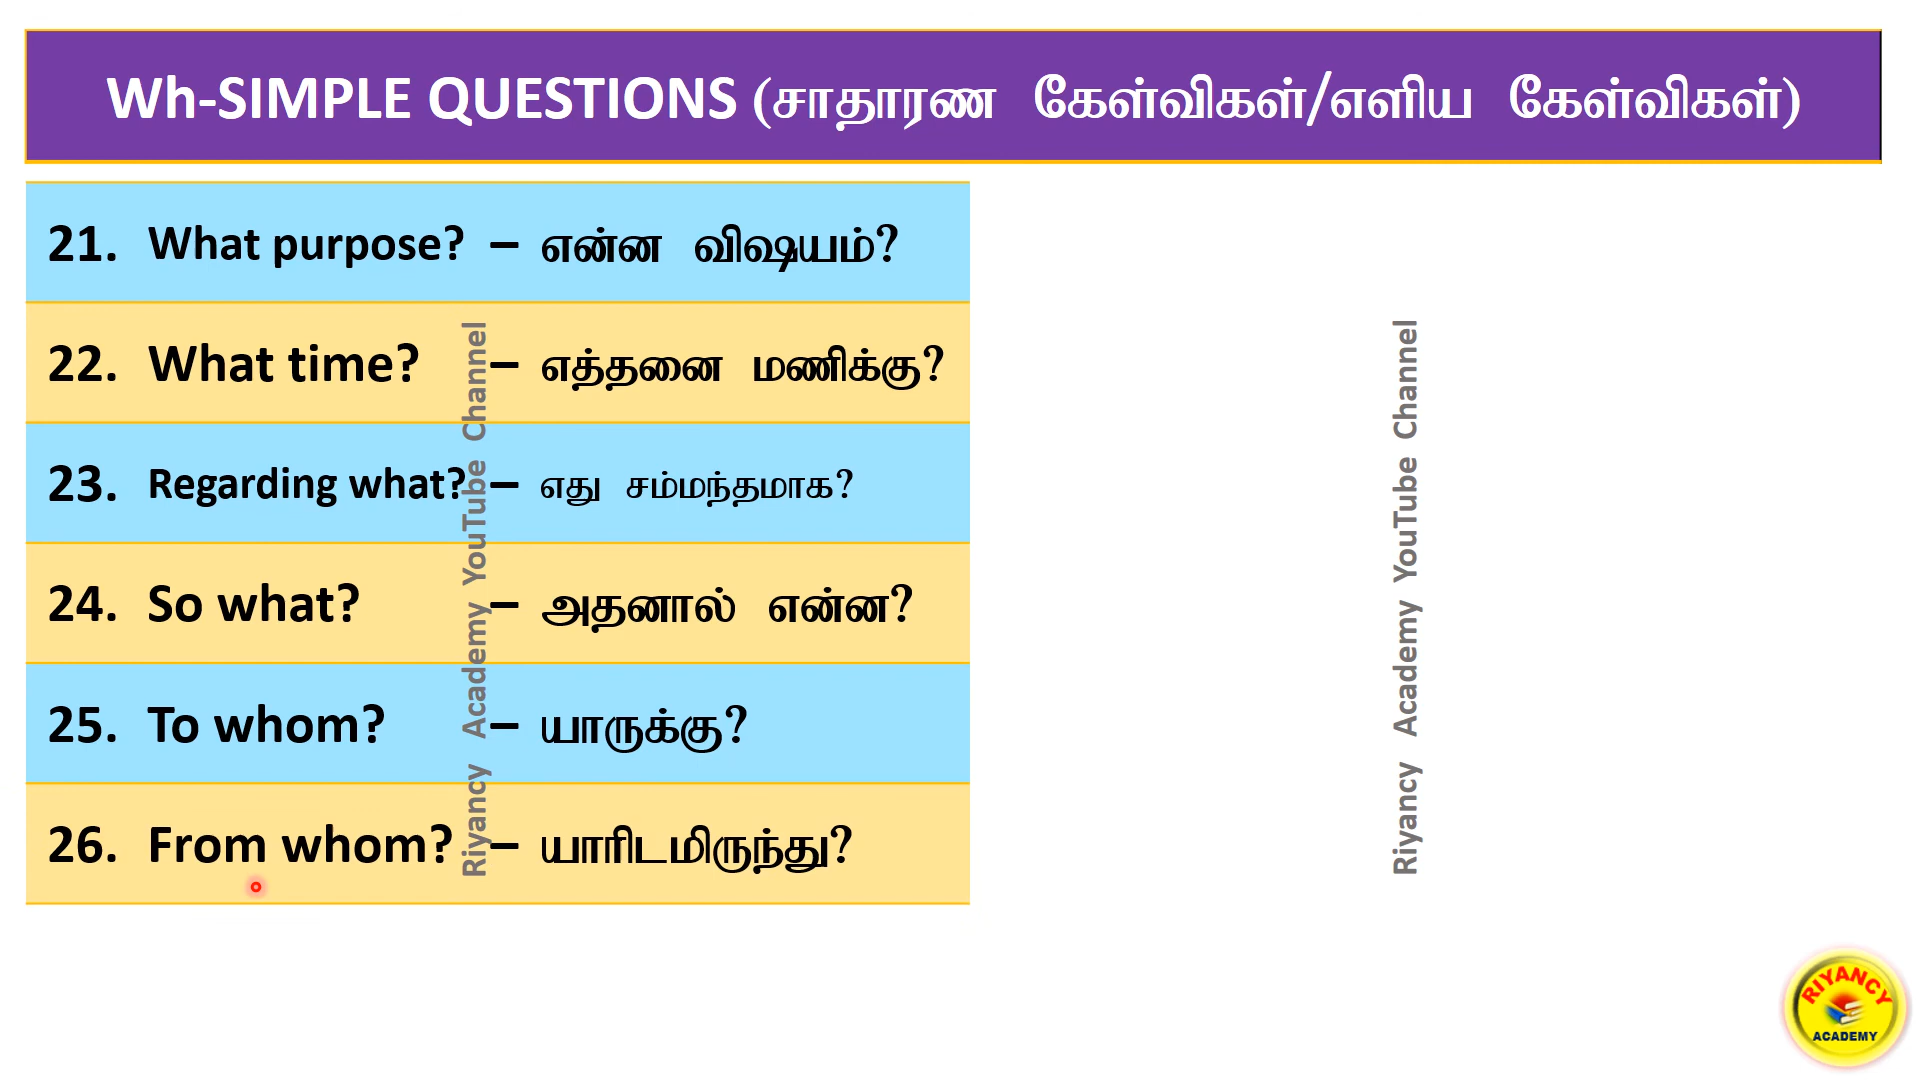 Wh-SIMPLE QUESTIONS (சாதாரண கேள்விகள்/எளிய கேள்விகள்)
21. What purpose? – என்ன விஷயம்?
22. What time? – எத்தனை மணிக்கு?
23. Regarding what? – எது சம்மந்தமாக?
24. So what? – அதனால் என்ன?
25. To whom? – யாருக்கு?
26. From whom? – யாரிடமிருந்து?
Riyancy Academy YouTube Channel
Riyancy Academy YouTube Channel
RIYANCY
ACADEMY